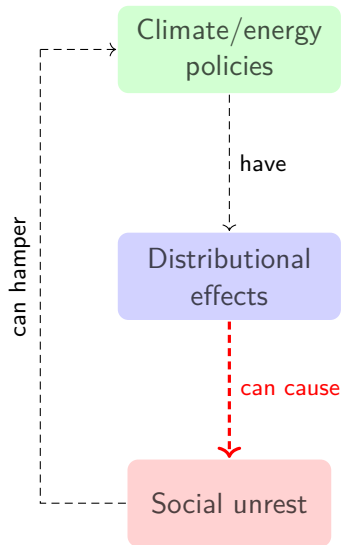 Climate/energy
policies
have
Distributional
effects
can hamper
can cause
Social unrest